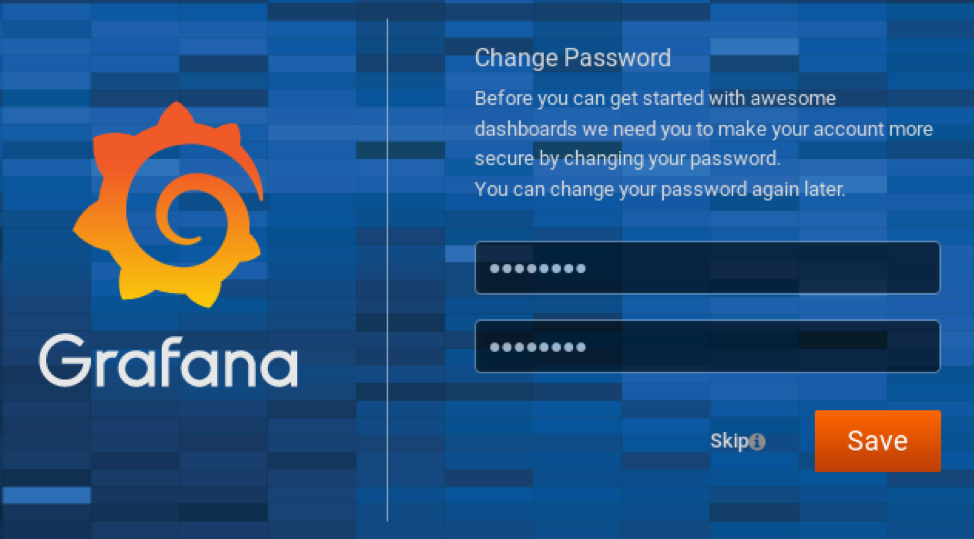 Grafana
Change Password
Before you can get started with awesome
dashboards we need you to make your account more
secure by changing your password.
You can change your password again later.
••••••••
••••••••
Skip
Save